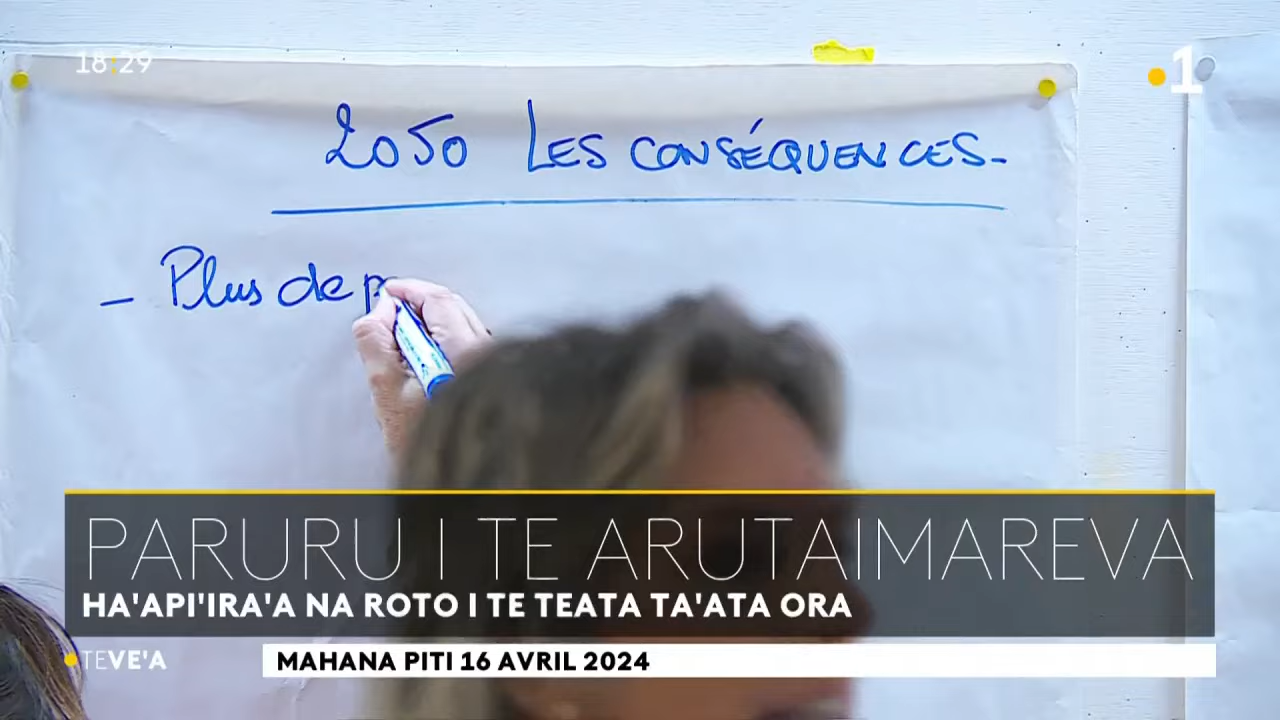 18:29
1
2050 LES CONSÉQUENCES-
- Plus de p
PARURU I TE ARUTAIMAREVA
HA'API'IRA'A NA ROTO I TE TEATA TA'ATA ORA
TEVE'A
MAHANA PITI 16 AVRIL 2024